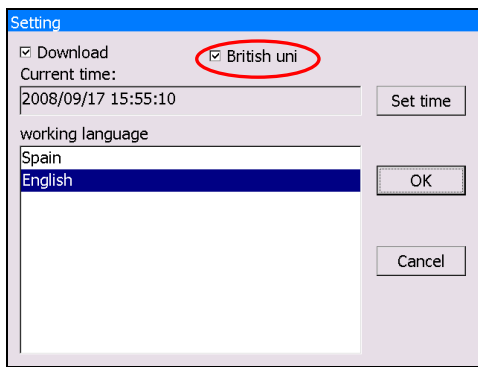 Setting
Download British uni
Current time:
2008/09/17 15:55:10 Set time
working language
Spain
English
OK
Cancel